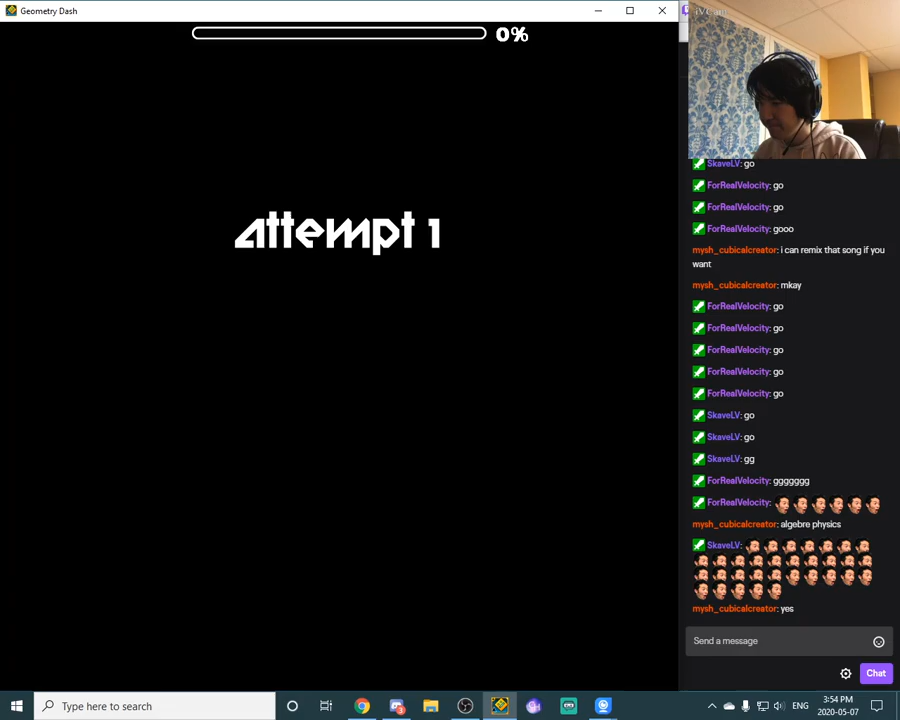 Geometry Dash
0%
Attempt 1
iVCam
SkaveLV: go
ForRealVelocity: go
ForRealVelocity: go
ForRealVelocity: gooo
mysh_cubicalcreator: i can remix that song if you
want
mysh_cubicalcreator: mkay
ForRealVelocity: go
ForRealVelocity: go
ForRealVelocity: go
ForRealVelocity: go
ForRealVelocity: go
SkaveLV: go
SkaveLV: go
SkaveLV: gg
ForRealVelocity: ggggggg
ForRealVelocity:
mysh_cubicalcreator: algebre physics
SkaveLV:
mysh_cubicalcreator: yes
Send a message
Chat
Type here to search
3
ENG
3:54 PM
2020-05-07